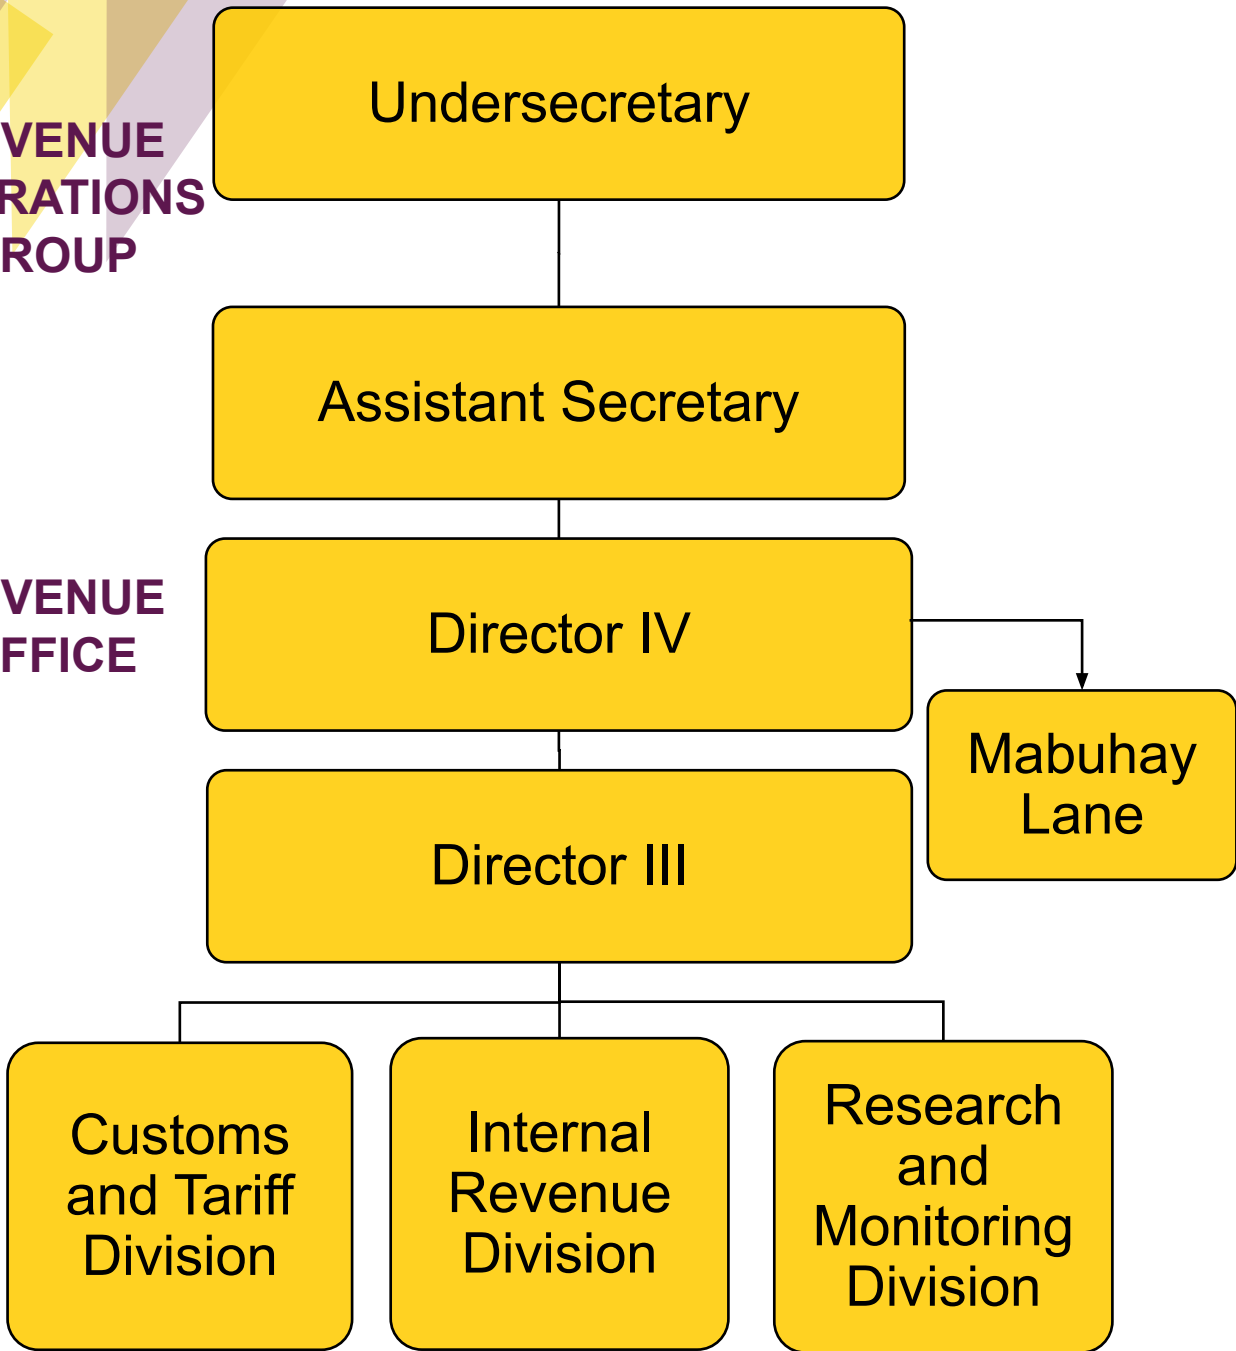 Undersecretary
VENUE
RATIONS
ROUP
Assistant Secretary
VENUE
FFICE
Director IV
Mabuhay
Lane
Director III
Customs
and Tariff
Division
Internal
Revenue
Division
Research
and
Monitoring
Division